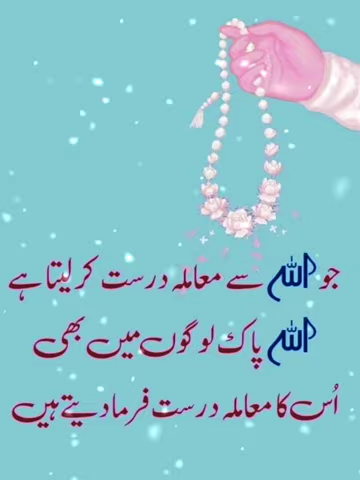 جو اللہ سے معاملہ درست کرلیتا ہے
اللہ پاک لوگوں میں بھی
اُس کا معاملہ درست فرمادیتے ہیں